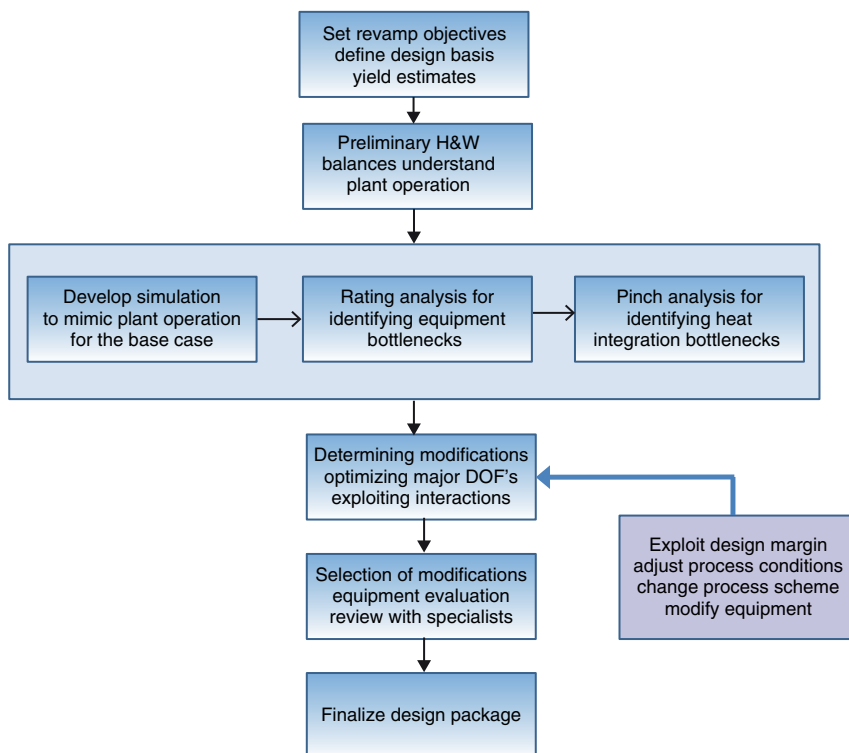 Set revamp objectives
define design basis
yield estimates
Preliminary H&W
balances understand
plant operation
Develop simulation
to mimic plant operation
for the base case
Rating analysis for
identifying equipment
bottlenecks
Pinch analysis for
identifying heat
integration bottlenecks
Determining modifications
optimizing major DOF's
exploiting interactions
Exploit design margin
adjust process conditions
change process scheme
modify equipment
Selection of modifications
equipment evaluation
review with specialists
Finalize design package